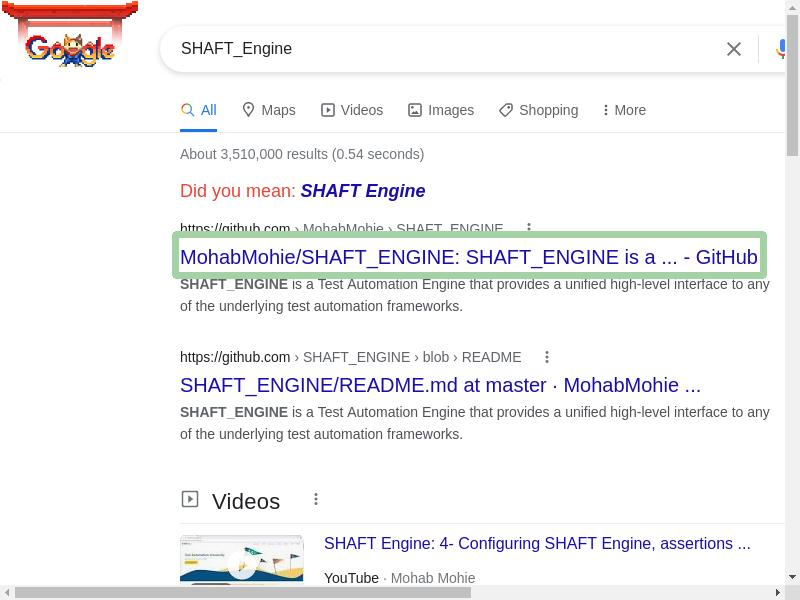 Google
SHAFT_Engine
All
Maps
Videos
Images
Shopping
More
About 3,510,000 results (0.54 seconds)
Did you mean: SHAFT Engine
https://github.com › MohabMohie › SHAFT_ENGINE
MohabMohie/SHAFT_ENGINE: SHAFT_ENGINE is a ... - GitHub
SHAFT_ENGINE is a Test Automation Engine that provides a unified high-level interface to any
of the underlying test automation frameworks.
https://github.com › SHAFT_ENGINE › blob › README
SHAFT_ENGINE/README.md at master · MohabMohie ...
SHAFT_ENGINE is a Test Automation Engine that provides a unified high-level interface to any
of the underlying test automation frameworks.
Videos
SHAFT Engine: 4- Configuring SHAFT Engine, assertions ...
YouTube · Mohab Mohie